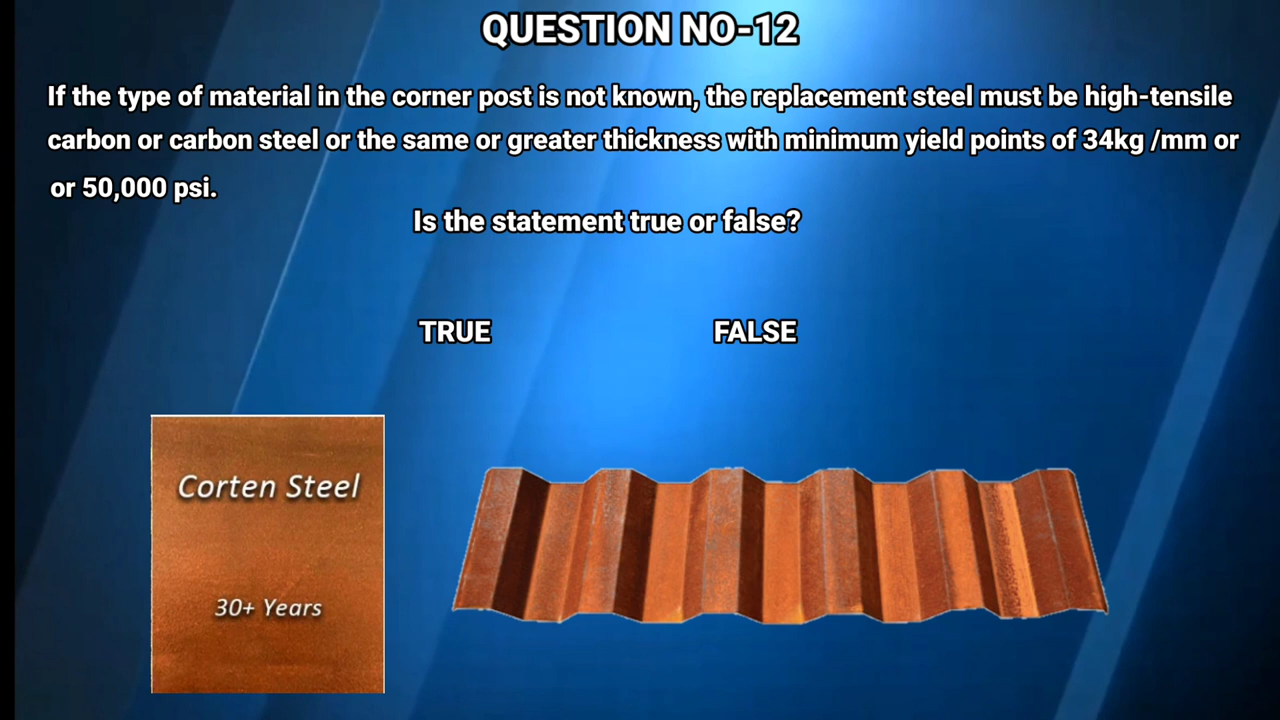 QUESTION NO-12
If the type of material in the corner post is not known, the replacement steel must be high-tensile
carbon or carbon steel or the same or greater thickness with minimum yield points of 34kg /mm or
or 50,000 psi.
Is the statement true or false?
TRUE FALSE
Corten Steel
30+ Years